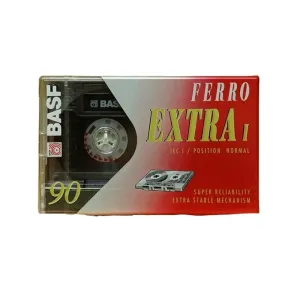 BASF
90
BASF
FERRO
EXTRA I
IEC I / POSITION NORMAL
SUPER RELIABILITY
EXTRA STABLE MECHANISM